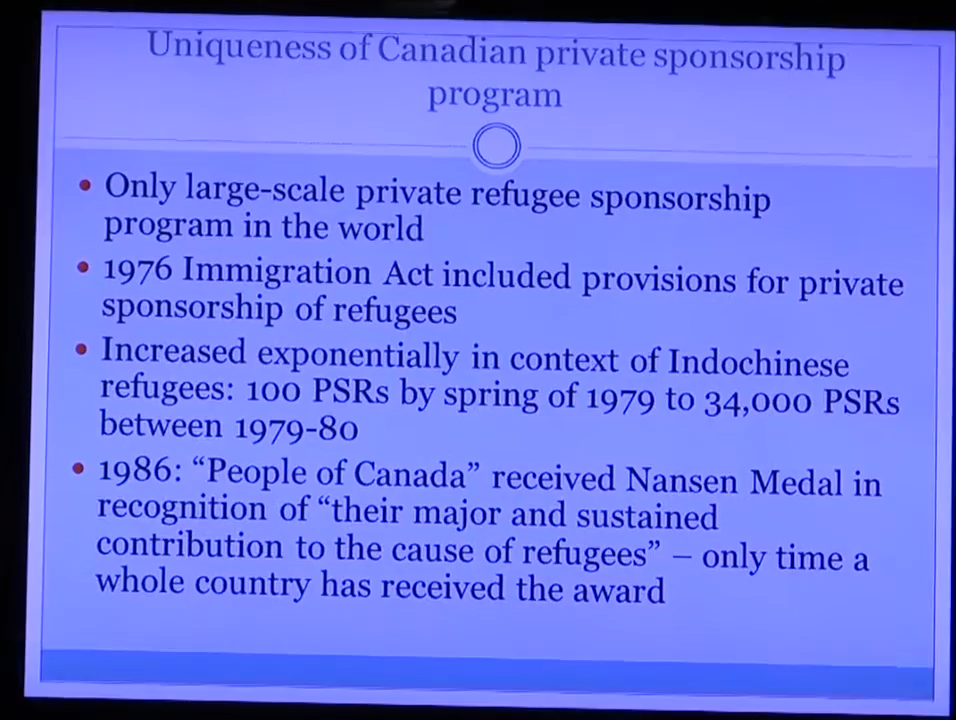 Uniqueness of Canadian private sponsorship
program
• Only large-scale private refugee sponsorship
program in the world
• 1976 Immigration Act included provisions for private
sponsorship of refugees
• Increased exponentially in context of Indochinese
refugees: 100 PSRs by spring of 1979 to 34,000 PSRs
between 1979-80
• 1986: “People of Canada” received Nansen Medal in
recognition of “their major and sustained
contribution to the cause of refugees” – only time a
whole country has received the award